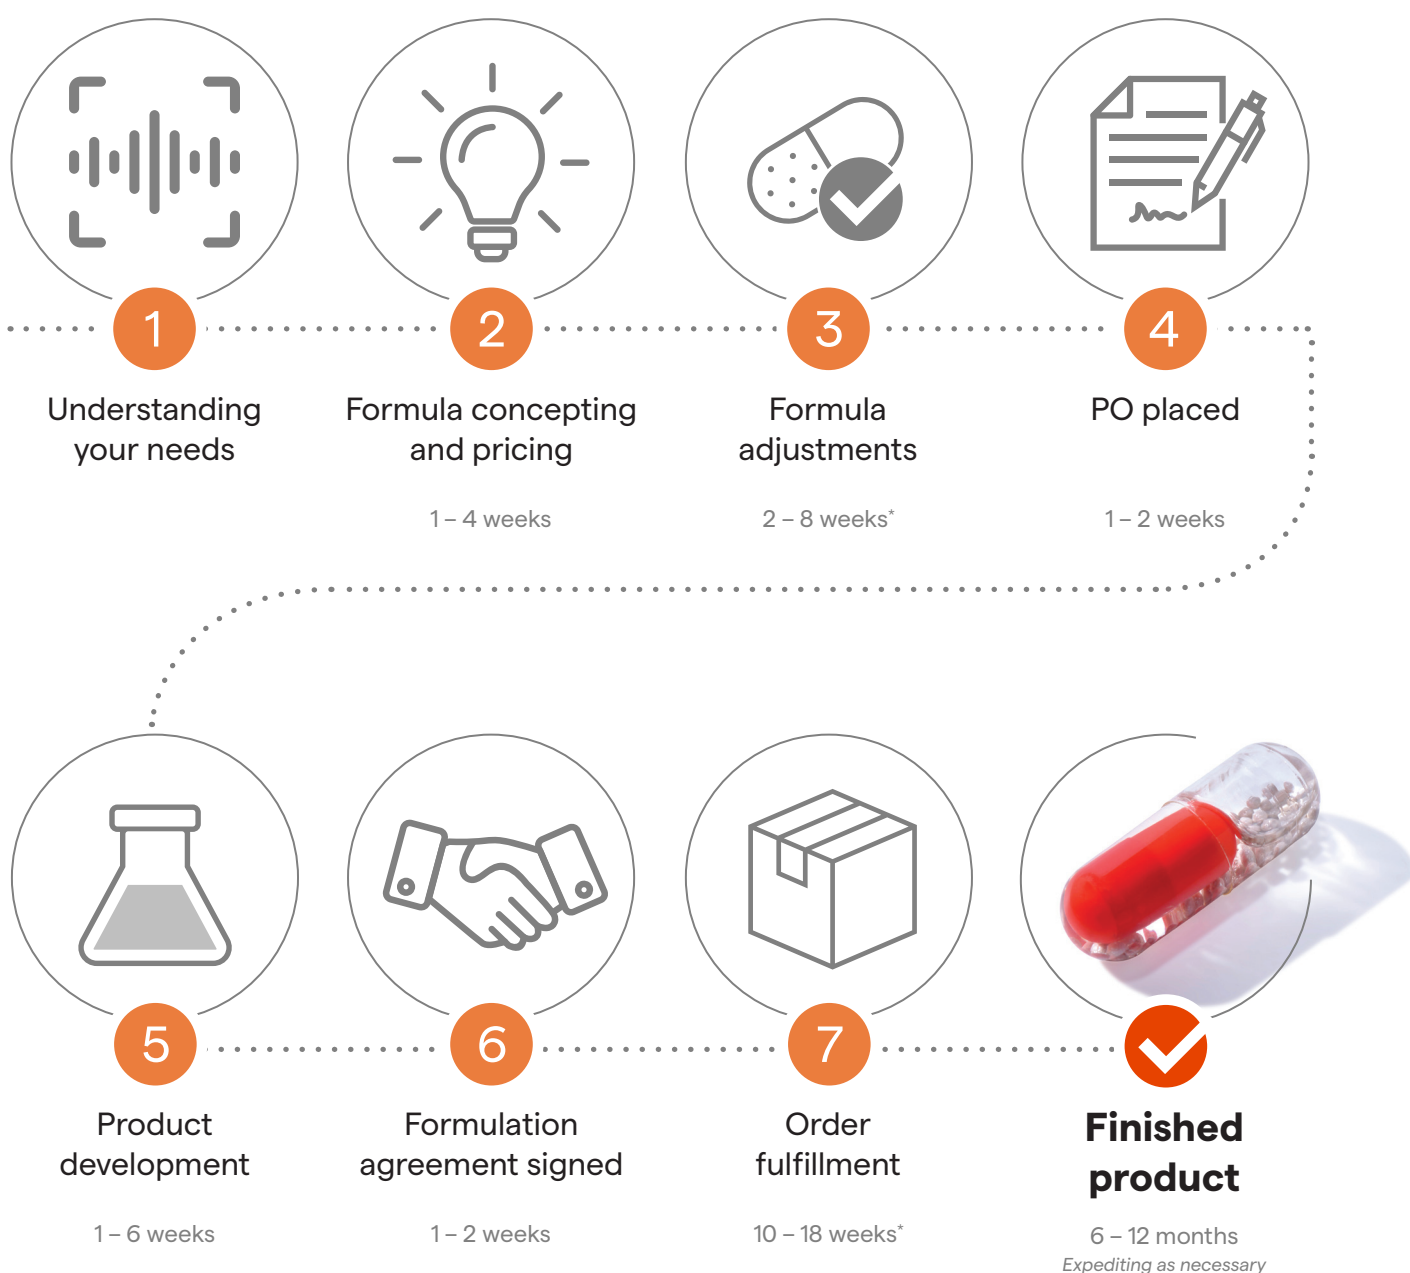 1
2
3
4
Understanding
your needs
Formula concepting
and pricing
1 – 4 weeks
Formula
adjustments
2 – 8 weeks*
PO placed
1 – 2 weeks
5
6
7
Product
development
1 – 6 weeks
Formulation
agreement signed
1 – 2 weeks
Order
fulfillment
10 – 18 weeks*
Finished
product
6 – 12 months
Expediting as necessary